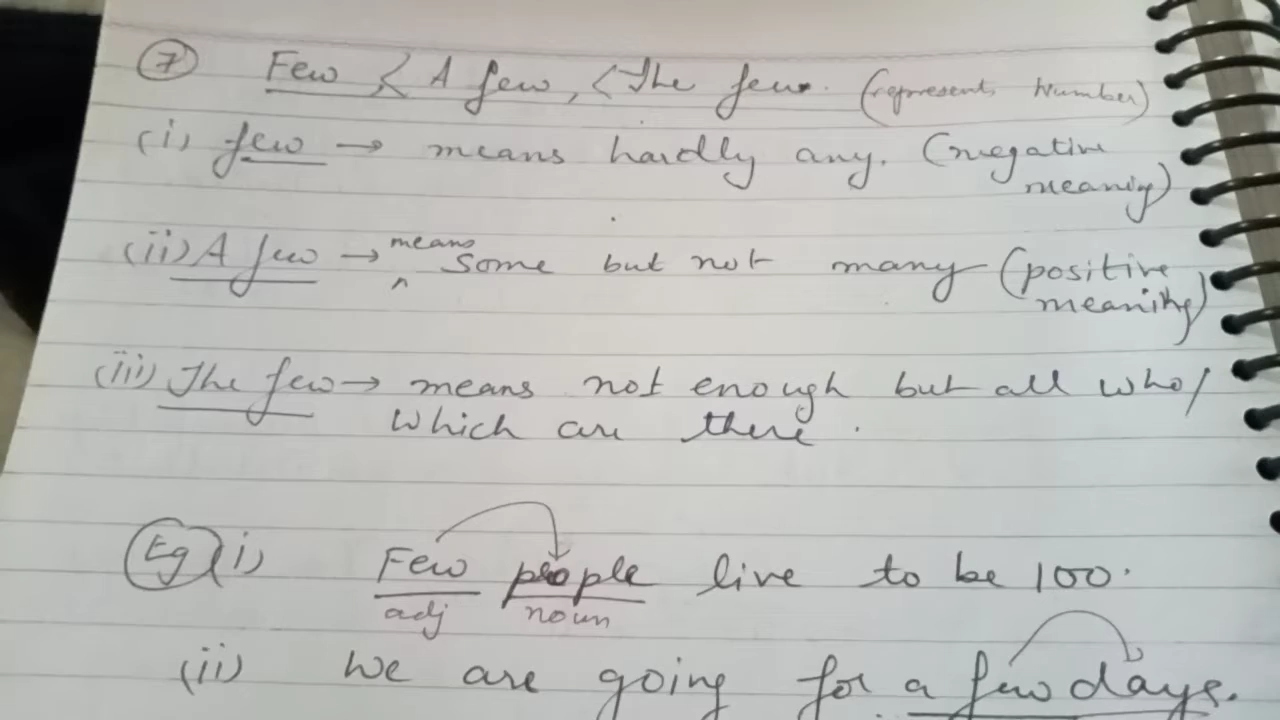 7 Few < A few, < The few. (represents Number)
(i) few → means hardly any. (negative
meaning)
(ii) A few → means some but not many (positive
meaning)
(iii) The few → means not enough but all who/
which are there.
Eg (i) Few people live to be 100.
adj noun
(ii) We are going for a few days.